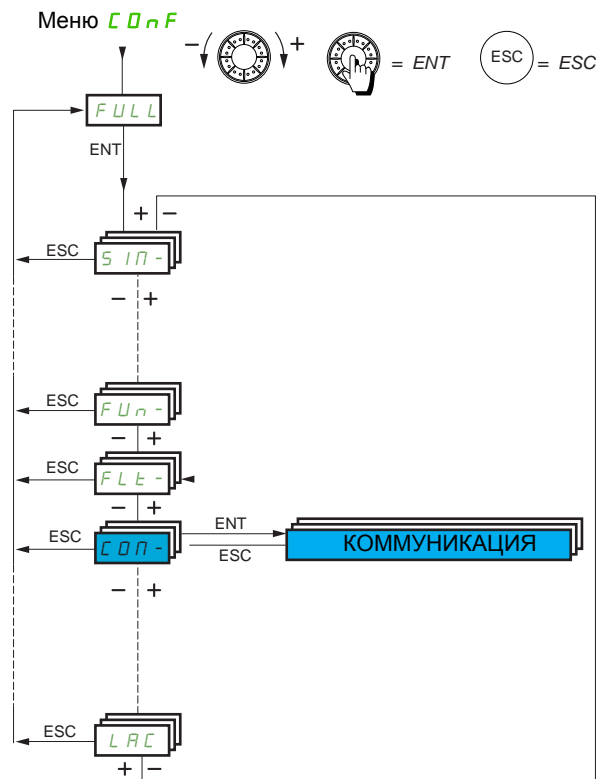 Меню COnF
− + = ENT ESC = ESC
FULL
ENT
+ −
ESC SIM-
− +
ESC FUn-
− +
ESC FLt-
− +
ESC COM- ENT КОММУНИКАЦИЯ
ESC
− +
ESC LAC
+ −